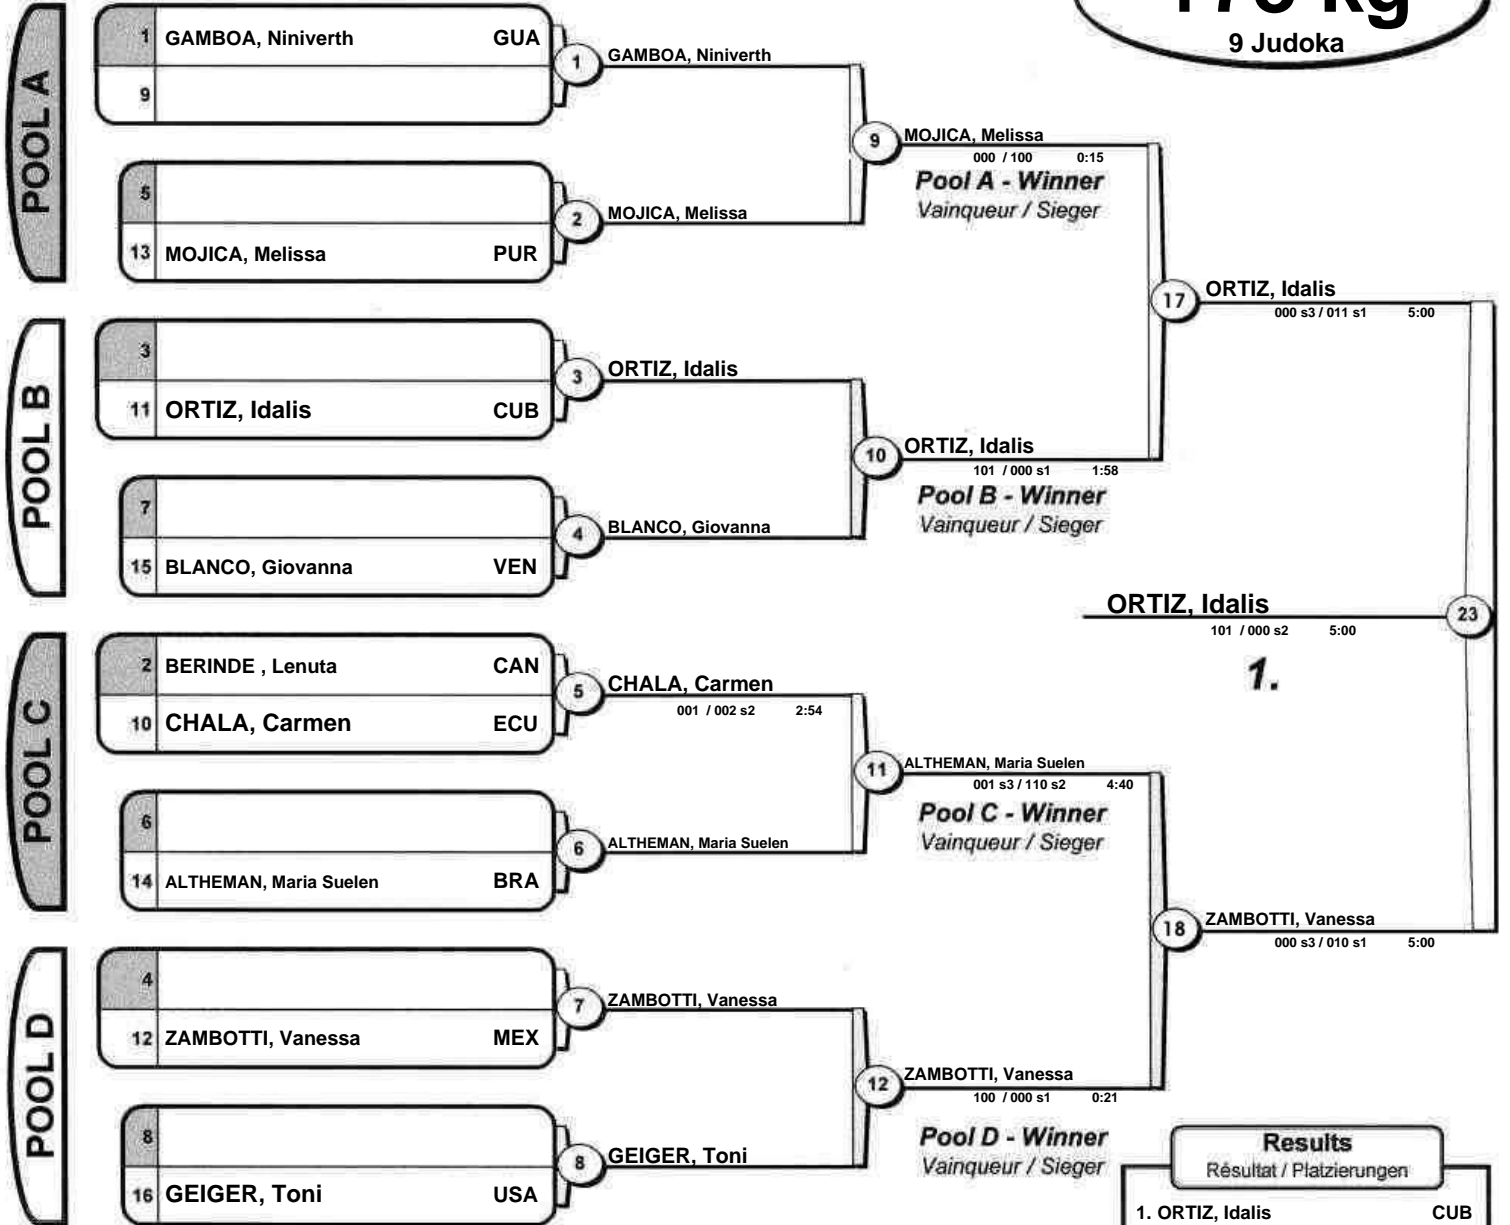 9 Judoka
POOL A
1 GAMBOA, Niniverth GUA
9
1
GAMBOA, Niniverth
5
13 MOJICA, Melissa PUR
2
MOJICA, Melissa
9
MOJICA, Melissa
000 / 100 0:15
Pool A - Winner
Vainqueur / Sieger
17
ORTIZ, Idalis
000 s3 / 011 s1 5:00
POOL B
3
11 ORTIZ, Idalis CUB
3
ORTIZ, Idalis
7
15 BLANCO, Giovanna VEN
4
BLANCO, Giovanna
10
ORTIZ, Idalis
101 / 000 s1 1:58
Pool B - Winner
Vainqueur / Sieger
ORTIZ, Idalis
101 / 000 s2 5:00
23
1.
POOL C
2 BERINDE , Lenuta CAN
10 CHALA, Carmen ECU
5
CHALA, Carmen
001 / 002 s2 2:54
6
14 ALTHEMAN, Maria Suelen BRA
6
ALTHEMAN, Maria Suelen
11
ALTHEMAN, Maria Suelen
001 s3 / 110 s2 4:40
Pool C - Winner
Vainqueur / Sieger
18
ZAMBOTTI, Vanessa
000 s3 / 010 s1 5:00
POOL D
4
12 ZAMBOTTI, Vanessa MEX
7
ZAMBOTTI, Vanessa
8
16 GEIGER, Toni USA
8
GEIGER, Toni
12
ZAMBOTTI, Vanessa
100 / 000 s1 0:21
Pool D - Winner
Vainqueur / Sieger
Results
Résultat / Platzierungen
1. ORTIZ, Idalis CUB